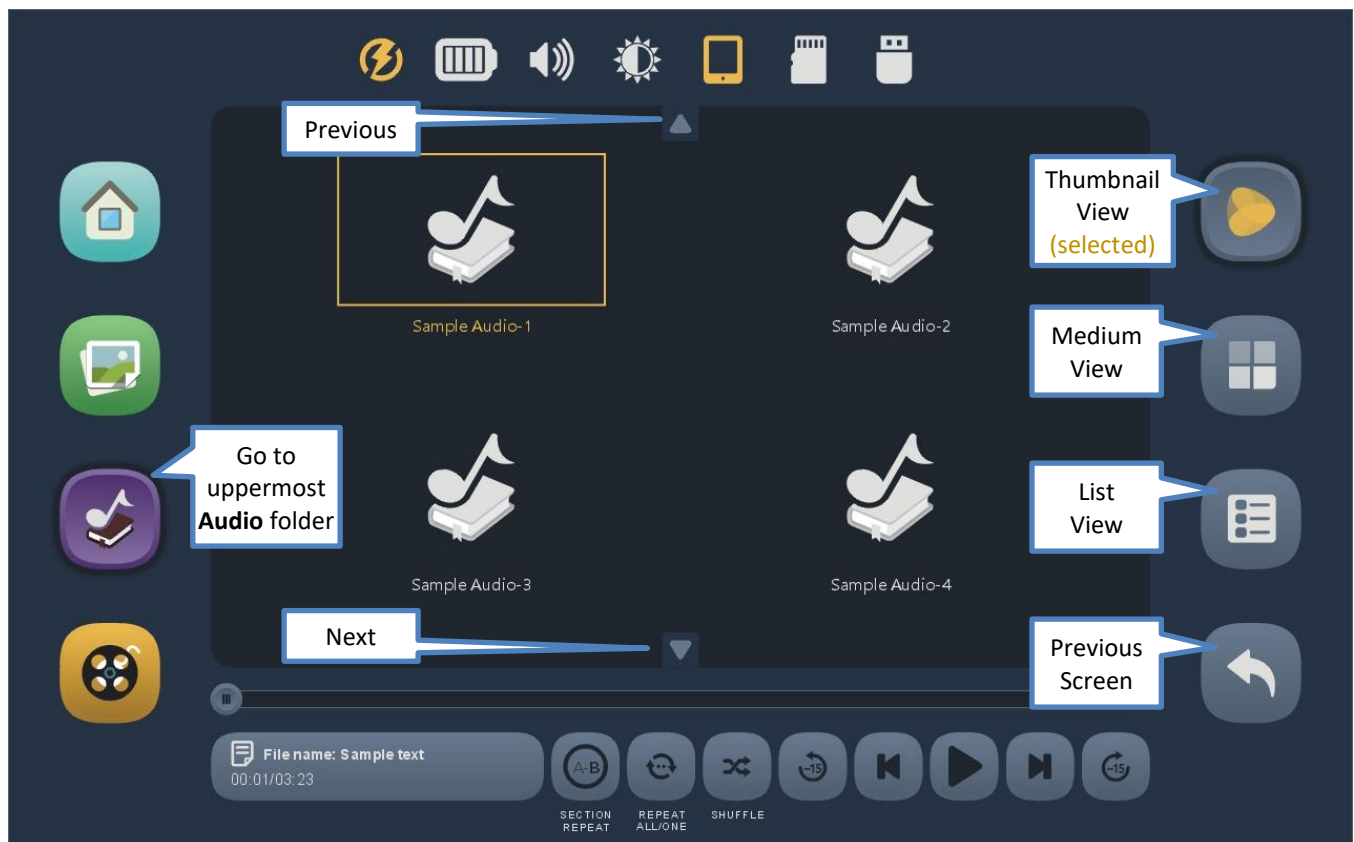 Previous
Thumbnail
View
(selected)
Sample Audio-1
Sample Audio-2
Medium
View
Go to
uppermost
Audio folder
List
View
Sample Audio-3
Sample Audio-4
Next
Previous
Screen
File name: Sample text
00:01/03:23
A-B
-15
-15
SECTION
REPEAT
REPEAT
ALL/ONE
SHUFFLE